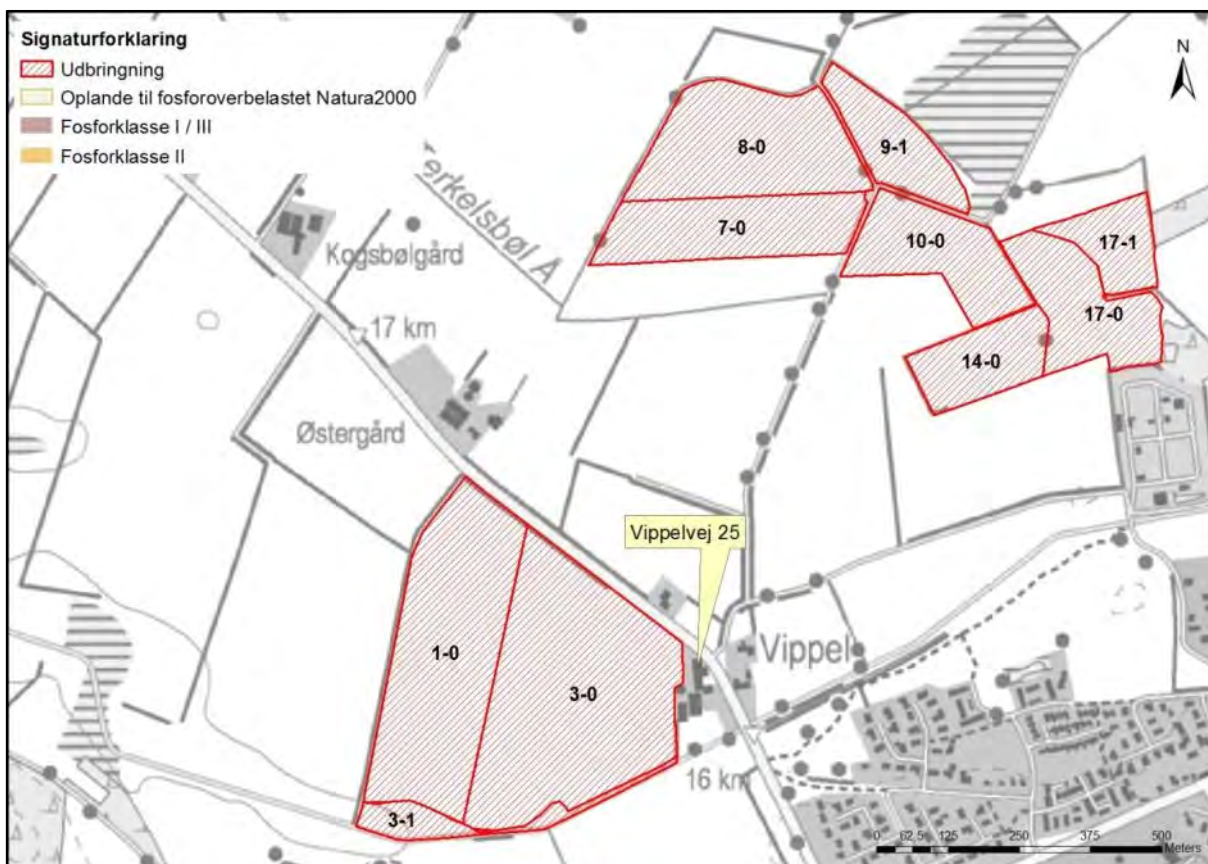 Signaturforklaring
Udbringning
Oplande til fosforoverbelastet Natura2000
Fosforklasse I / III
Fosforklasse II
N
8-0
9-1
erkelsbøl Å
7-0
10-0
17-1
Kogsbølgård
17 km
17-0
14-0
Østergård
Vippelvej 25
1-0
Vippel
3-0
16 km
3-1
0 62,5 125 250 375 500
Meters